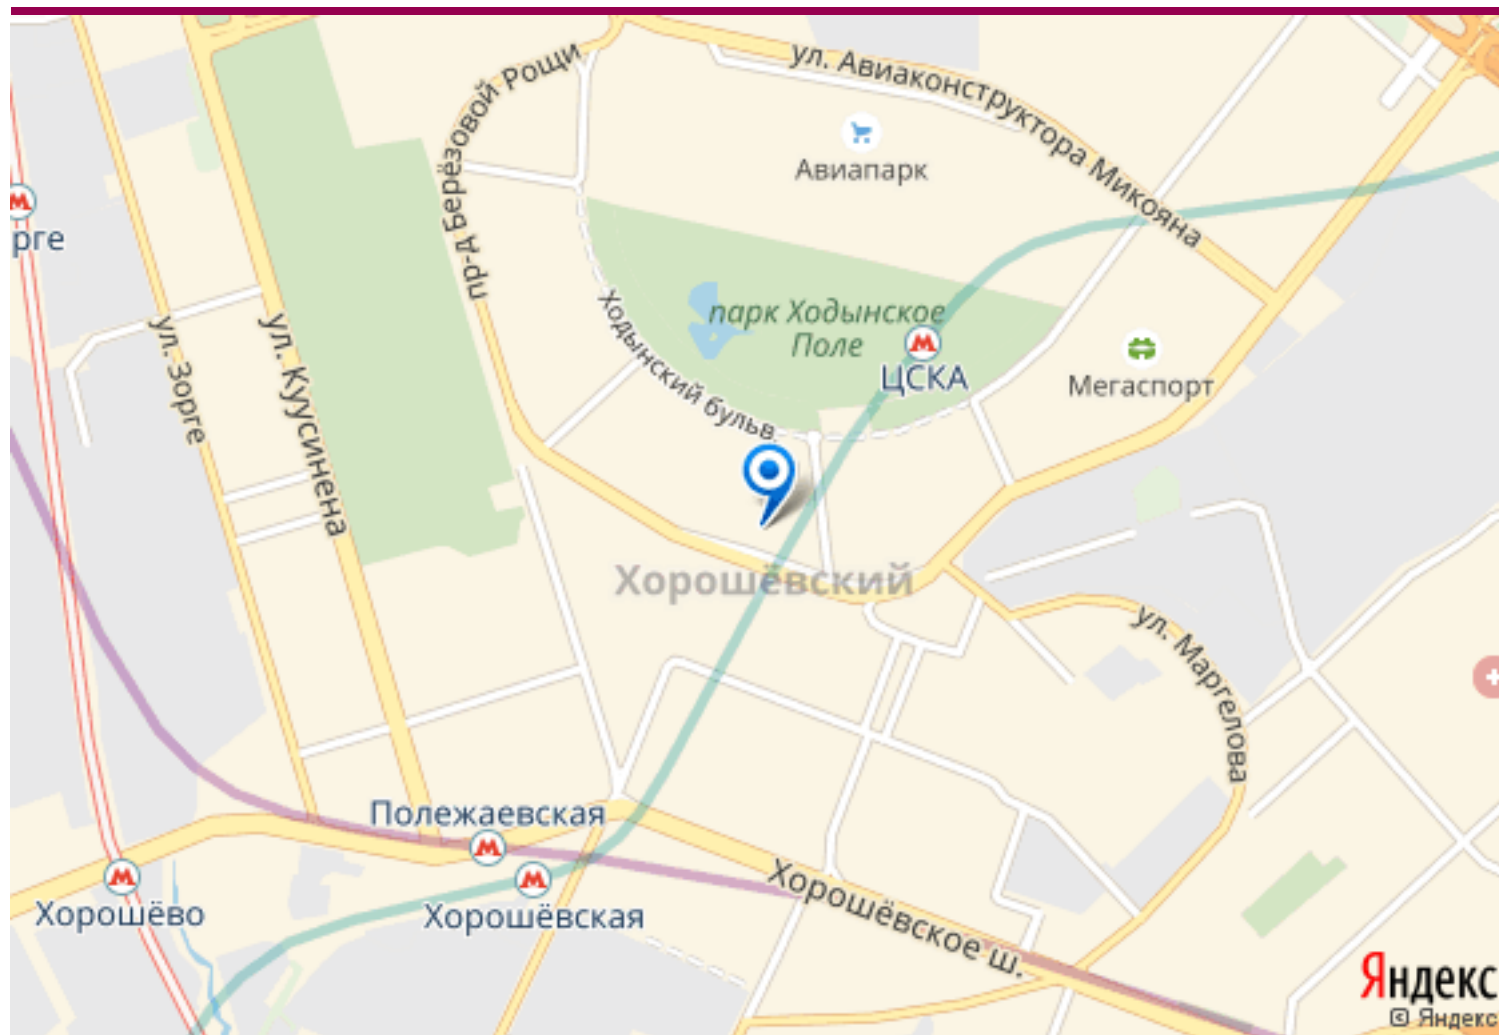 пр-д Берёзовой Рощи
ул. Авиаконструктора Микояна
Авиапарк
рге
парк Ходынское
Поле
Ходынский бульв.
ЦСКА
Мегаспорт
ул. Зорге
ул. Куусинена
Хорошёвский
ул. Маргелова
Полежаевская
Хорошёво
Хорошёвская
Хорошёвское ш.
Яндекс
© Яндекс